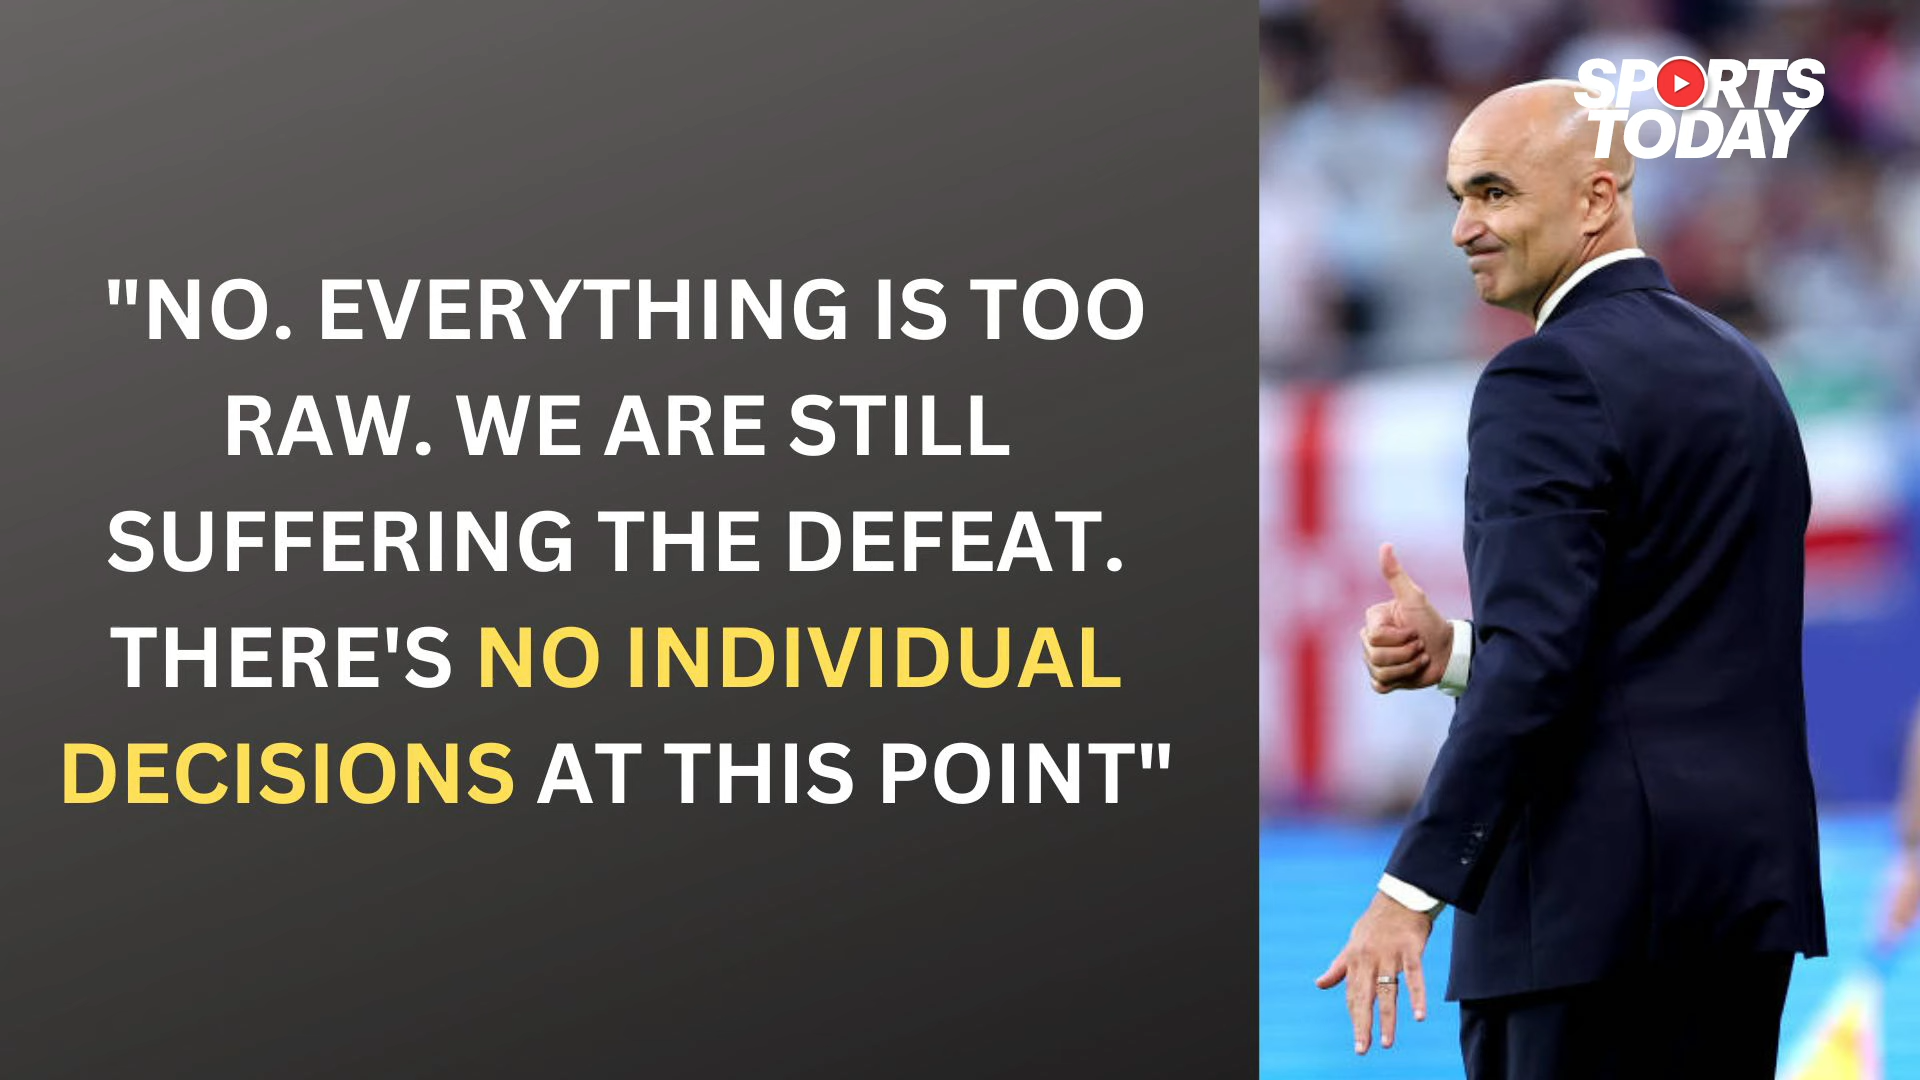 "NO. EVERYTHING IS TOO
RAW. WE ARE STILL
SUFFERING THE DEFEAT.
THERE'S NO INDIVIDUAL
DECISIONS AT THIS POINT"
SPORTS
TODAY